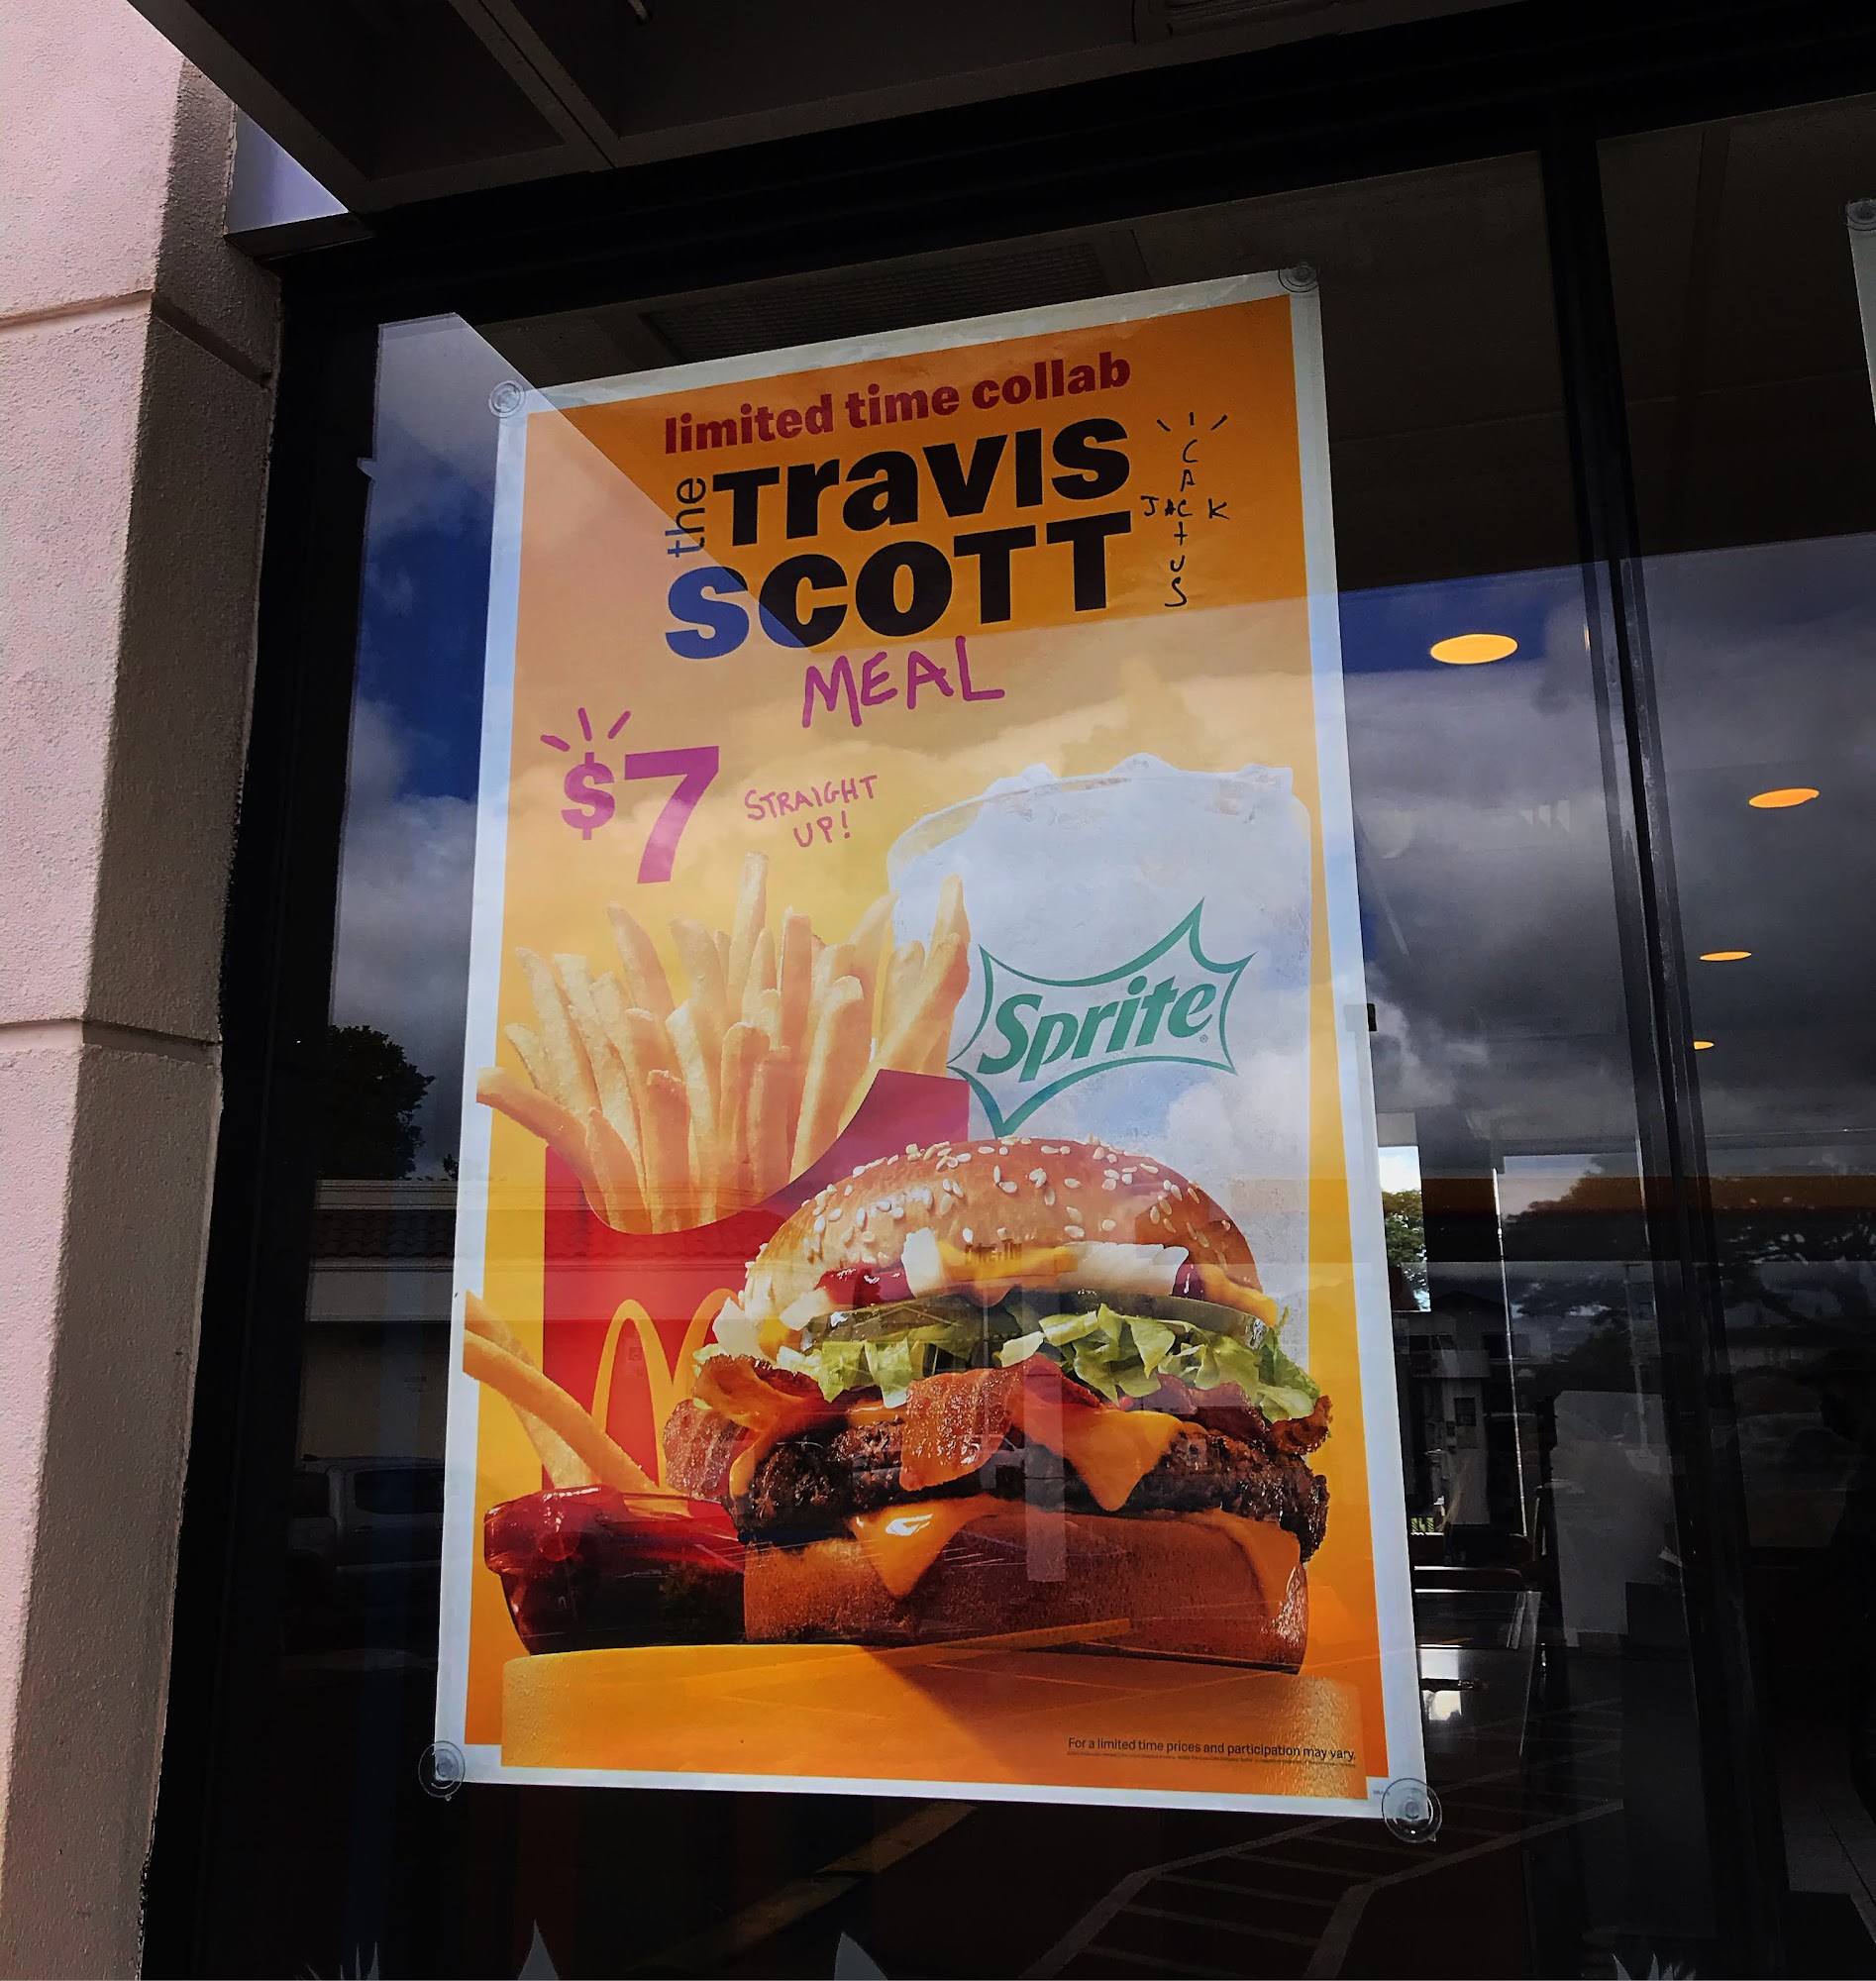 limited time collab
the Travis
SCOTT
CACTUS
JACK
MEAL
$7
STRAIGHT
UP!
Sprite
For a limited time prices and participation may vary.